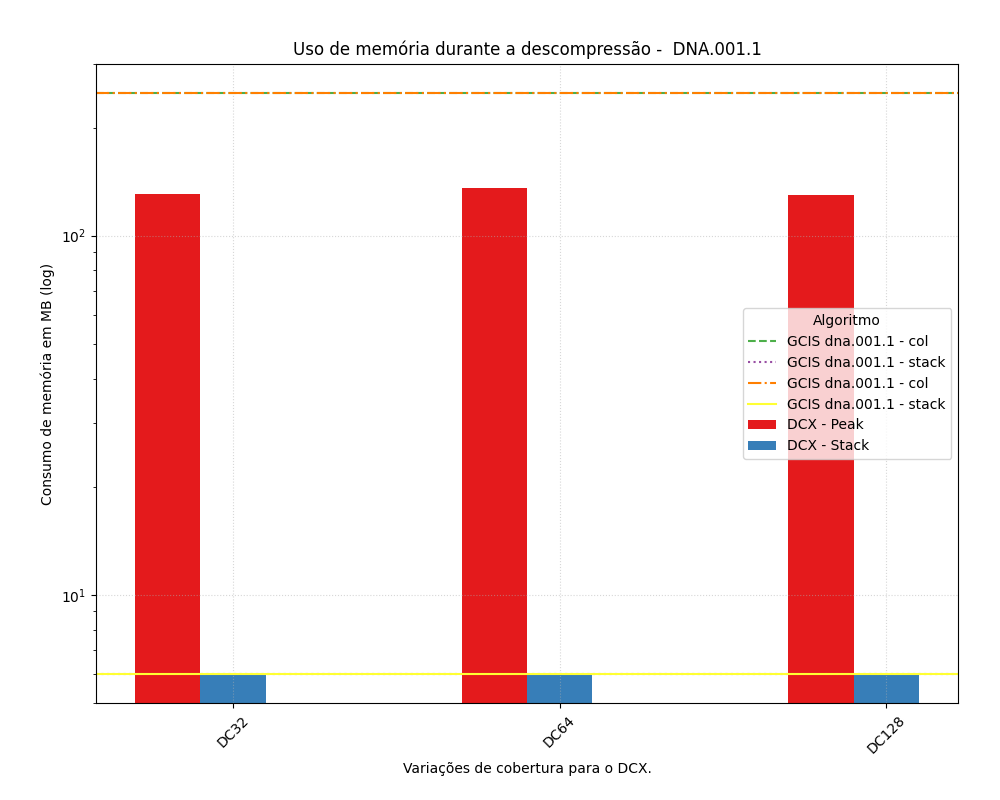 Uso de memória durante a descompressão -  DNA.001.1
Consumo de memória em MB (log)
10²
10¹
Algoritmo
GCIS dna.001.1 - col
GCIS dna.001.1 - stack
GCIS dna.001.1 - col
GCIS dna.001.1 - stack
DCX - Peak
DCX - Stack
DC32
DC64
DC128
Variações de cobertura para o DCX.